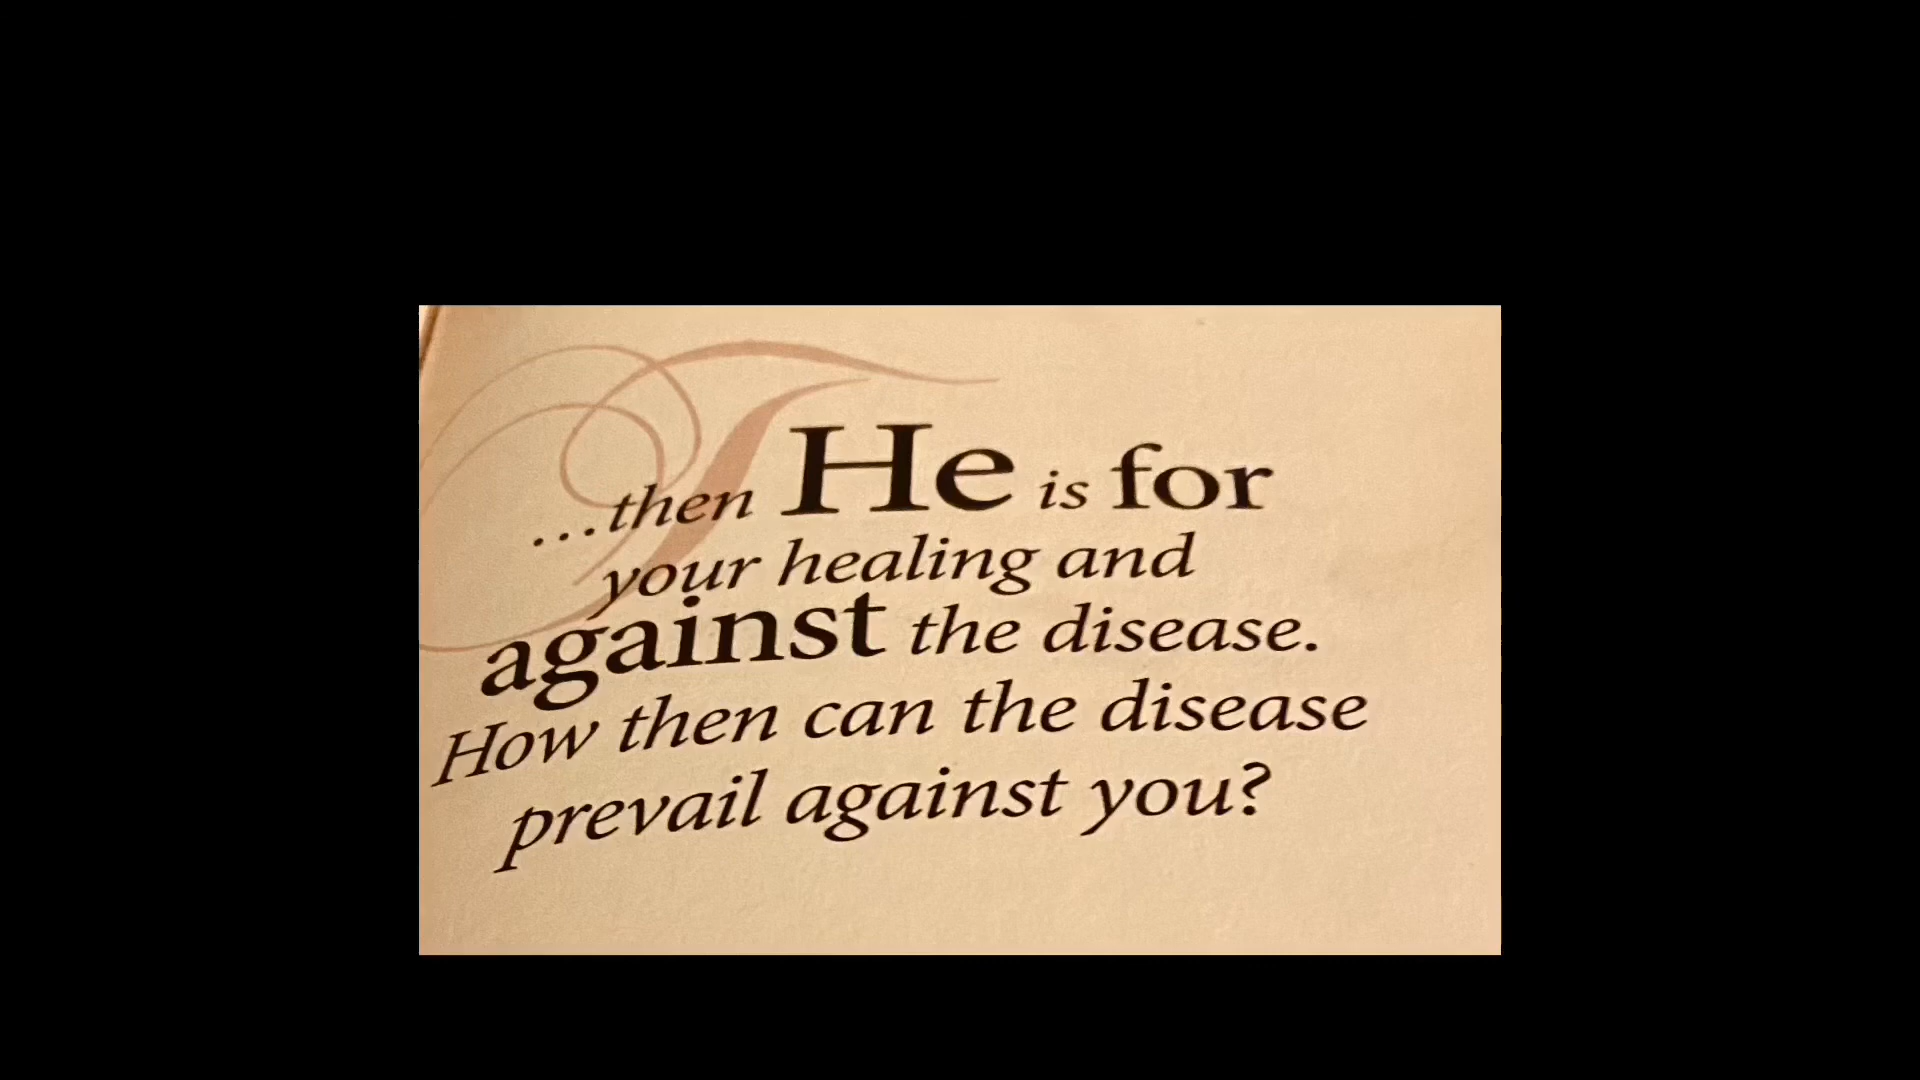 ...then He is for
your healing and
against the disease.
How then can the disease
prevail against you?